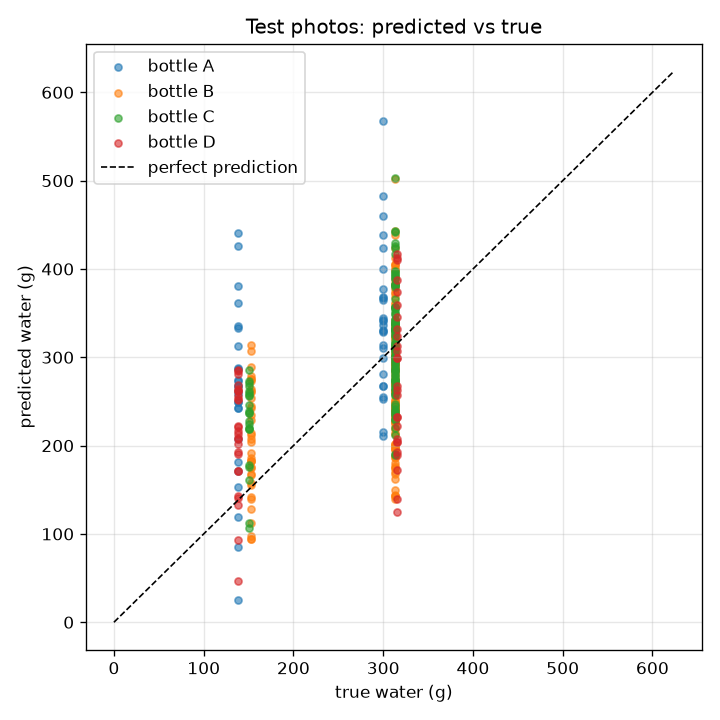 Test photos: predicted vs true
bottle A
bottle B
bottle C
bottle D
perfect prediction
predicted water (g)
600
500
400
300
200
100
0
0 100 200 300 400 500 600
true water (g)